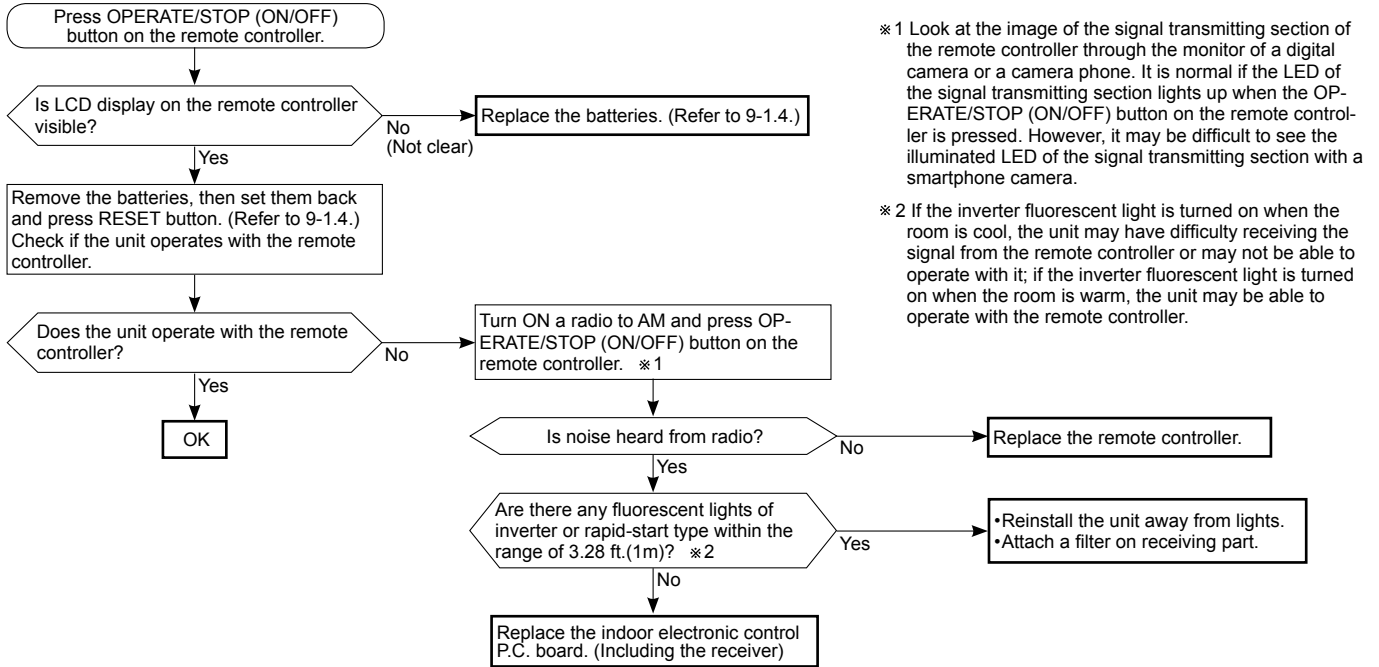 Press OPERATE/STOP (ON/OFF)
button on the remote controller.
Is LCD display on the remote controller
visible?
No
(Not clear)
Replace the batteries. (Refer to 9-1.4.)
Yes
Remove the batteries, then set them back
and press RESET button. (Refer to 9-1.4.)
Check if the unit operates with the remote
controller.
Does the unit operate with the remote
controller?
No
Yes
OK
Turn ON a radio to AM and press OP-
ERATE/STOP (ON/OFF) button on the
remote controller. ※1
Is noise heard from radio?
No
Replace the remote controller.
Yes
Are there any fluorescent lights of
inverter or rapid-start type within the
range of 3.28 ft.(1m)? ※2
Yes
•Reinstall the unit away from lights.
•Attach a filter on receiving part.
No
Replace the indoor electronic control
P.C. board. (Including the receiver)
※1 Look at the image of the signal transmitting section of
the remote controller through the monitor of a digital
camera or a camera phone. It is normal if the LED of
the signal transmitting section lights up when the OP-
ERATE/STOP (ON/OFF) button on the remote control-
ler is pressed. However, it may be difficult to see the
illuminated LED of the signal transmitting section with a
smartphone camera.
※2 If the inverter fluorescent light is turned on when the
room is cool, the unit may have difficulty receiving the
signal from the remote controller or may not be able to
operate with it; if the inverter fluorescent light is turned
on when the room is warm, the unit may be able to
operate with the remote controller.